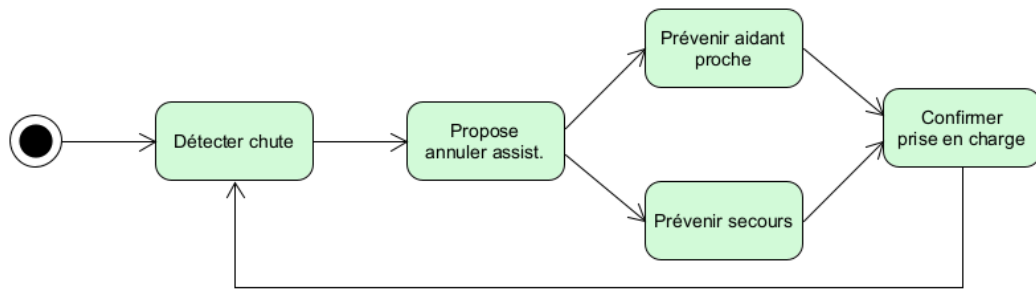 Détecter chute
Propose
annuler assist.
Prévenir aidant
proche
Prévenir secours
Confirmer
prise en charge